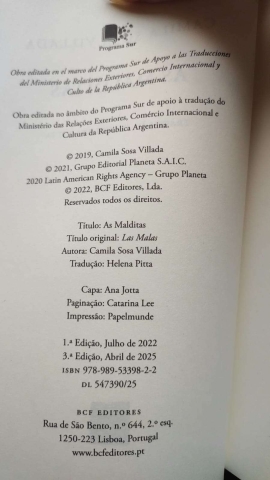 Programa Sur
Obra editada en el marco del Programa Sur de Apoyo a las Traducciones
del Ministerio de Relaciones Exteriores, Comercio Internacional y
Culto de la República Argentina.
Obra editada no âmbito do Programa Sur de apoio à tradução do
Ministério das Relações Exteriores, Comércio Internacional e
Cultura da República Argentina.
© 2019, Camila Sosa Villada
© 2021, Grupo Editorial Planeta S.A.I.C.
2020 Latin American Rights Agency – Grupo Planeta
© 2022, BCF Editores, Lda.
Reservados todos os direitos.
Título: As Malditas
Título original: Las Malas
Autora: Camila Sosa Villada
Tradução: Helena Pitta
Capa: Ana Jotta
Paginação: Catarina Lee
Impressão: Papelmunde
1.ª Edição, Julho de 2022
3.ª Edição, Abril de 2025
ISBN 978-989-53398-2-2
DL 547390/25
BCF EDITORES
Rua de São Bento, n.º 644, 2.º esq.
1250-223 Lisboa, Portugal
www.bcfeditores.pt